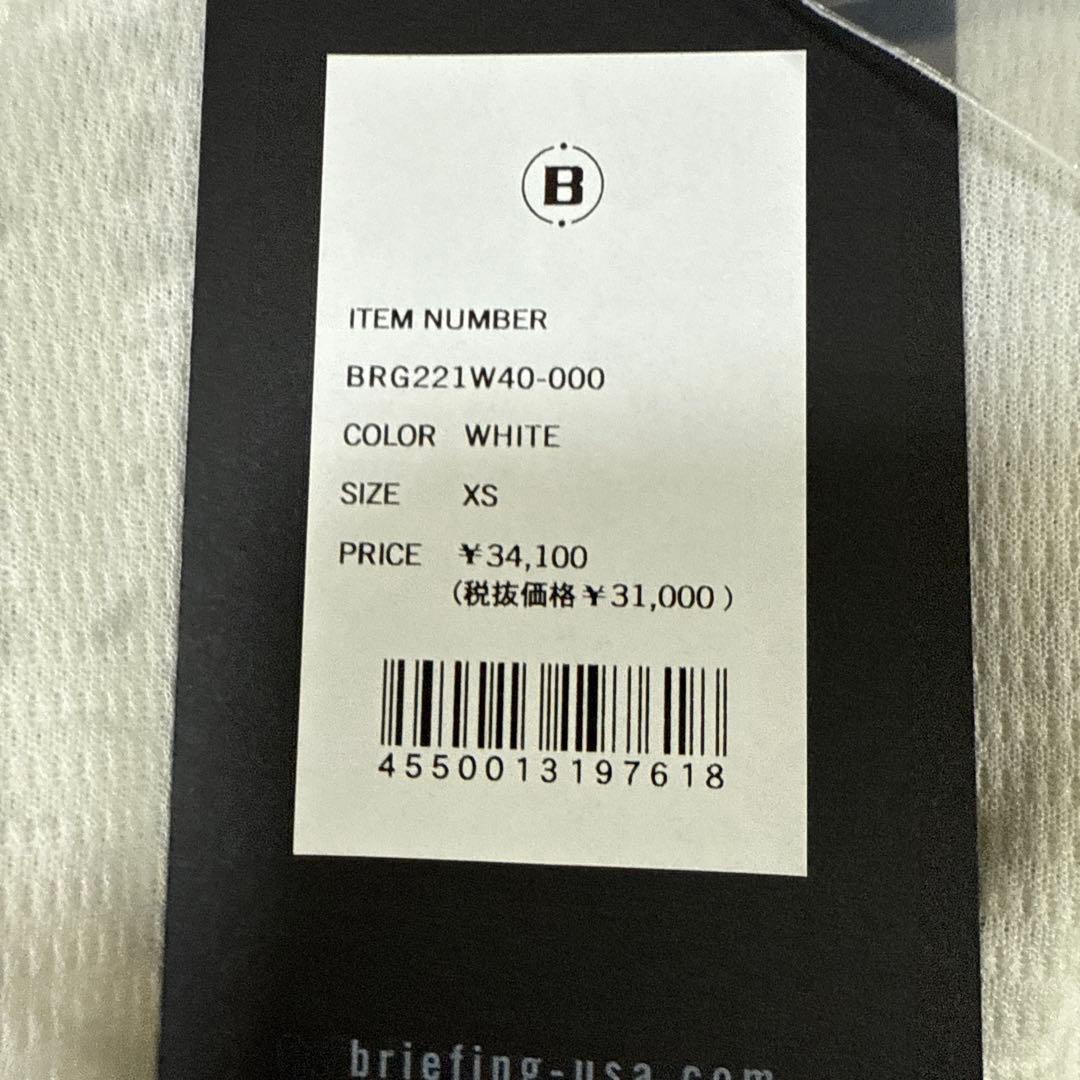 B
ITEM NUMBER
BRG221W40-000
COLOR WHITE
SIZE XS
PRICE ¥34,100
(税抜価格¥31,000)
4550013197618
briefing-usa.com